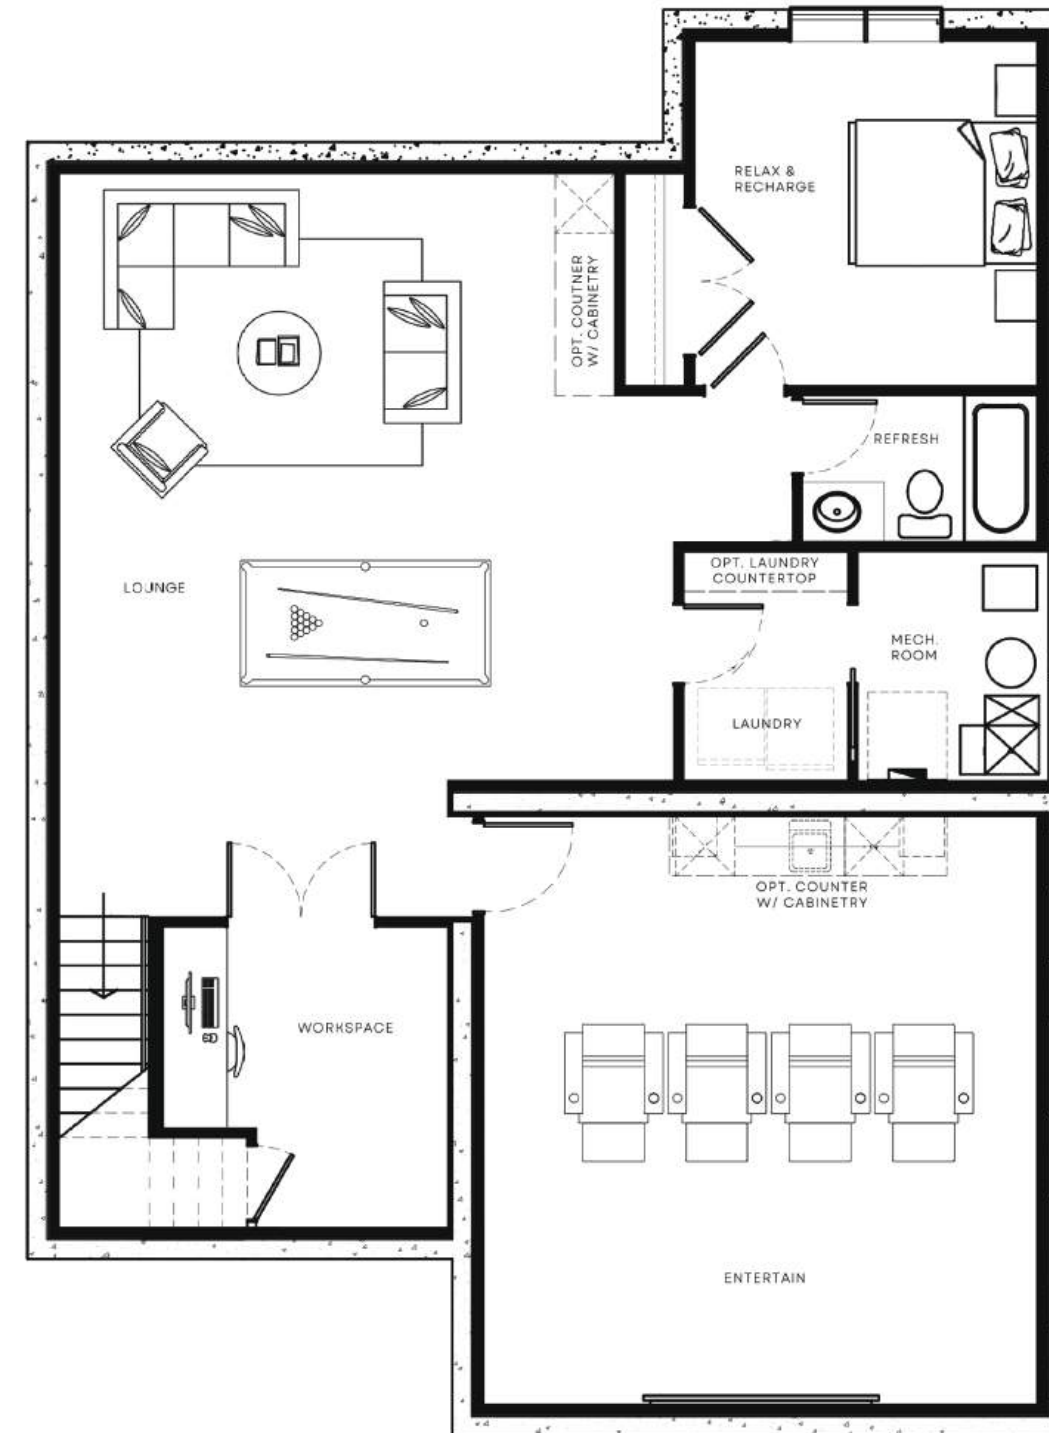 RELAX &
RECHARGE
OPT. COUTNER
W/ CABINETRY
REFRESH
OPT. LAUNDRY
COUNTERTOP
LOUNGE
MECH.
ROOM
LAUNDRY
OPT. COUNTER
W/ CABINETRY
WORKSPACE
ENTERTAIN